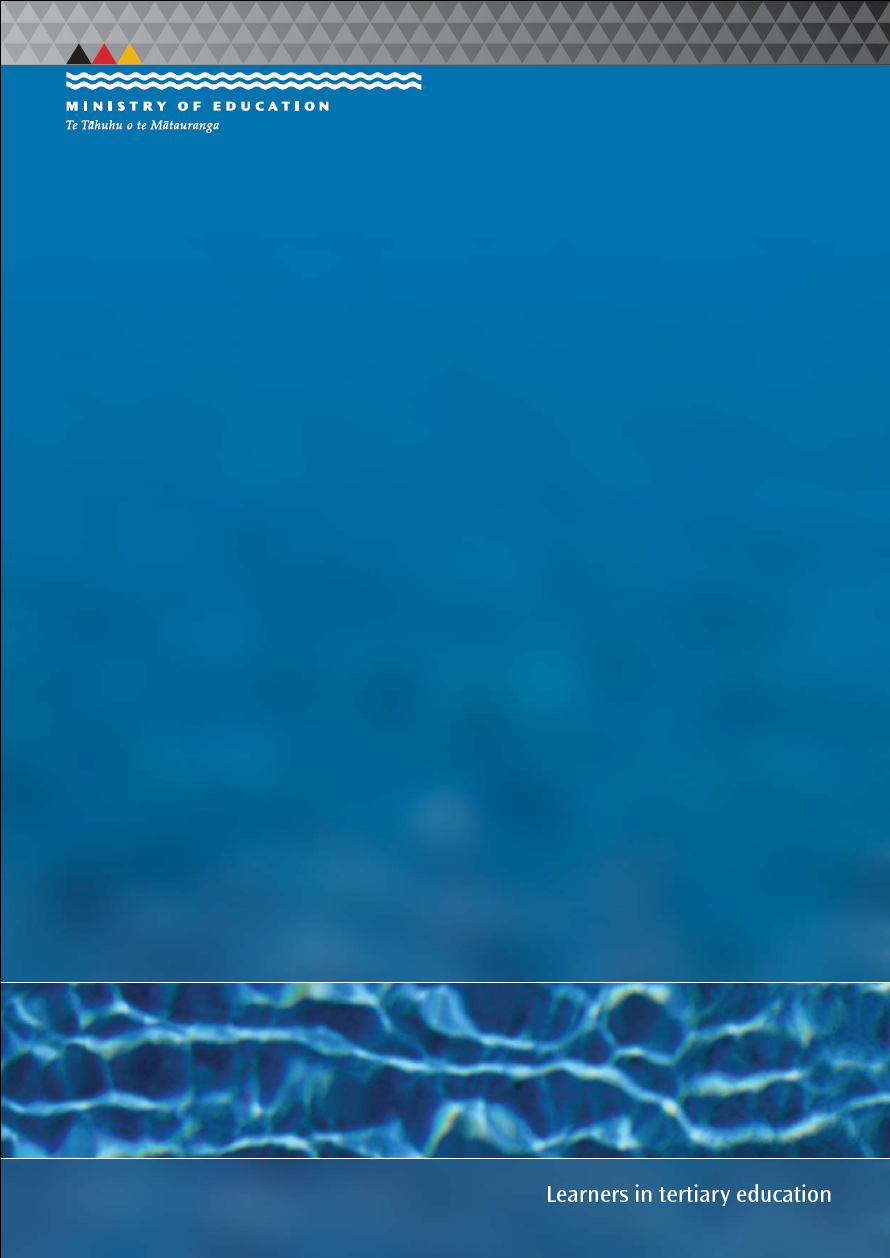 MINISTRY OF EDUCATION
Te Tāhuhu o te Mātauranga
Learners in tertiary education